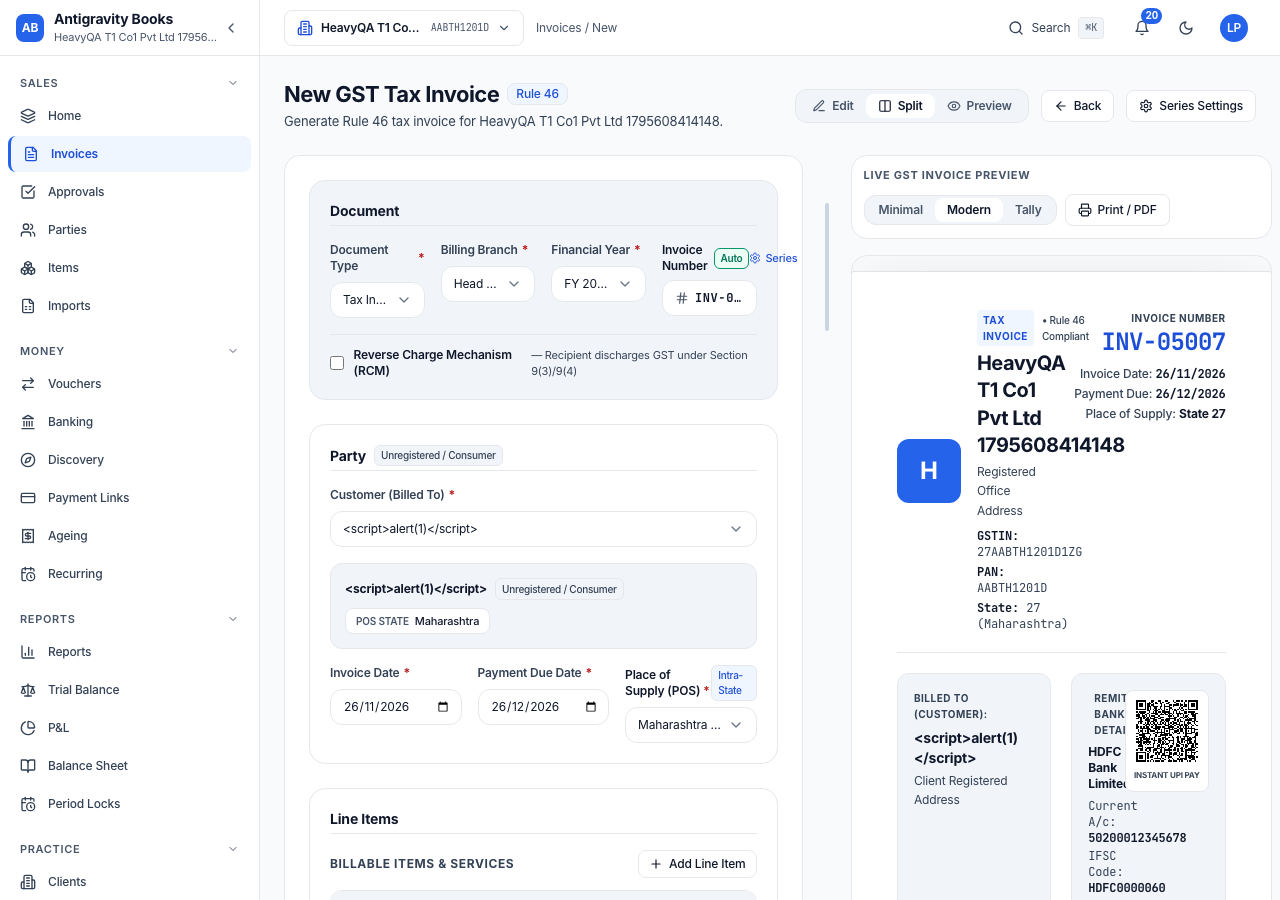 AB
Antigravity Books
HeavyQA T1 Co1 Pvt Ltd 17956...
HeavyQA T1 Co... AABTH1201D
Invoices / New
Search ⌘K
20
LP
SALES
Home
Invoices
Approvals
Parties
Items
Imports
MONEY
Vouchers
Banking
Discovery
Payment Links
Ageing
Recurring
REPORTS
Reports
Trial Balance
P&L
Balance Sheet
Period Locks
PRACTICE
Clients
New GST Tax Invoice Rule 46
Generate Rule 46 tax invoice for HeavyQA T1 Co1 Pvt Ltd 1795608414148.
Edit Split Preview
Back
Series Settings
Document
Document Type *
Tax In...
Billing Branch *
Head ...
Financial Year *
FY 20...
Invoice Number Auto Series
# INV-0...
Reverse Charge Mechanism (RCM)
— Recipient discharges GST under Section 9(3)/9(4)
Party Unregistered / Consumer
Customer (Billed To) *
<script>alert(1)</script>
<script>alert(1)</script> Unregistered / Consumer
POS STATE Maharashtra
Invoice Date *
26/11/2026
Payment Due Date *
26/12/2026
Place of Supply (POS) * Intra-State
Maharashtra ...
Line Items
BILLABLE ITEMS & SERVICES
Add Line Item
LIVE GST INVOICE PREVIEW
Minimal Modern Tally
Print / PDF
H
TAX INVOICE
• Rule 46 Compliant
HeavyQA
T1 Co1
Pvt Ltd
1795608414148
Registered
Office
Address
GSTIN:
27AABTH1201D1ZG
PAN:
AABTH1201D
State: 27
(Maharashtra)
INVOICE NUMBER
INV-05007
Invoice Date: 26/11/2026
Payment Due: 26/12/2026
Place of Supply: State 27
BILLED TO
(CUSTOMER):
<script>alert(1)
</script>
Client Registered
Address
HDFC
Bank
INSTANT UPI PAY
Current
A/c:
50200012345678
IFSC
Code:
HDFC0000060